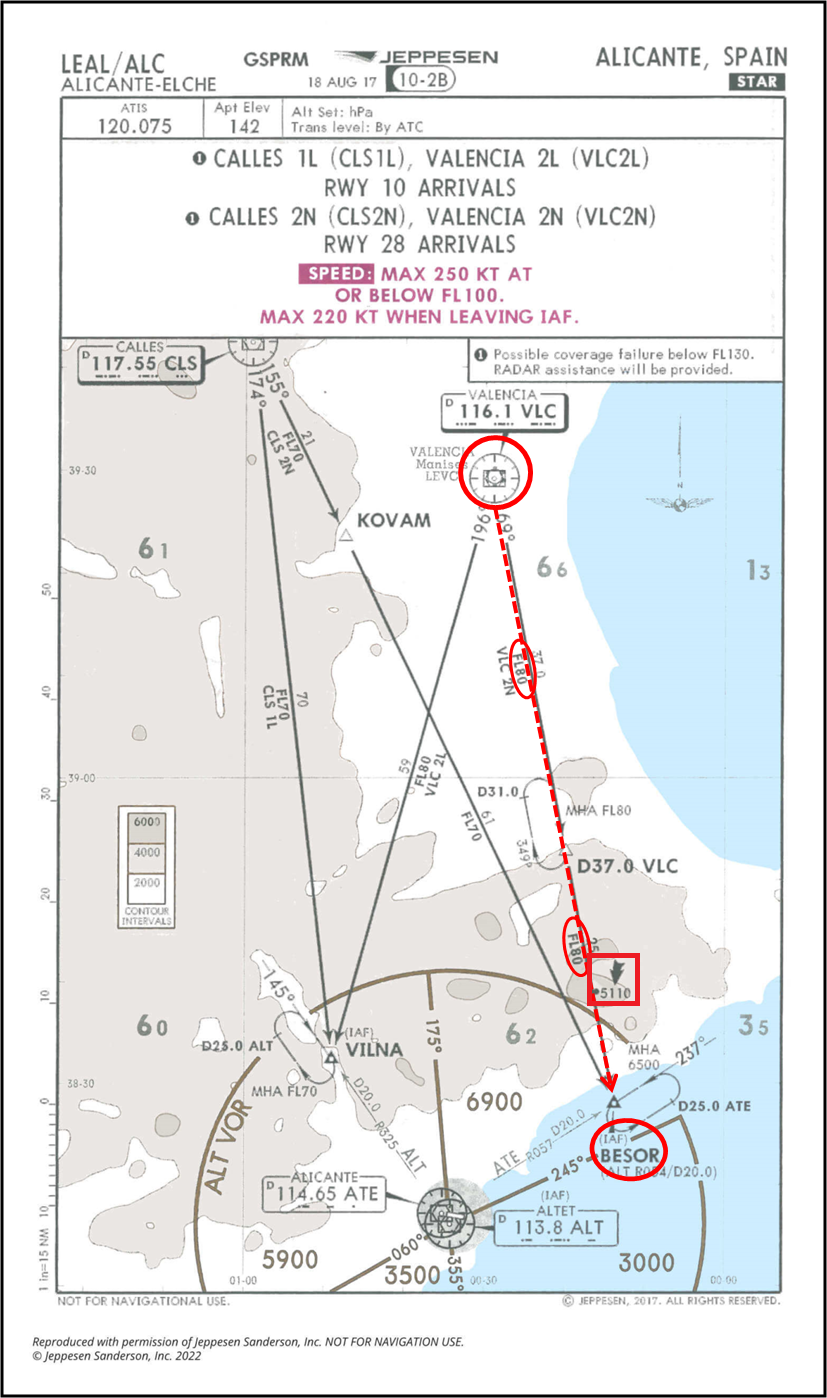 LEAL/ALC
ALICANTE-ELCHE
GSPRM
JEPPESEN
18 AUG 17
10-2B
ALICANTE, SPAIN
STAR
ATIS
120.075
Apt Elev
142
Alt Set: hPa
Trans level: By ATC
❶ CALLES 1L (CLS1L), VALENCIA 2L (VLC2L)
RWY 10 ARRIVALS
❶ CALLES 2N (CLS2N), VALENCIA 2N (VLC2N)
RWY 28 ARRIVALS
SPEED: MAX 250 KT AT
OR BELOW FL100.
MAX 220 KT WHEN LEAVING IAF.
CALLES
D 117.55 CLS
❶ Possible coverage failure below FL130.
RADAR assistance will be provided.
VALENCIA
D 116.1 VLC
155°
174°
VALENCIA
Manises
LEVC
39-30
21
FL70
CLS 2N
KOVAM
196°
61
66
13
50
37.0
FL80
VLC 2N
40
70
FL70
CLS 1L
59
FL80
VLC 2L
39-00
30
D31.0
MHA FL80
61
FL70
349°
6000
4000
2000
CONTOUR
INTERVALS
D37.0 VLC
20
25
FL80
5110
145°
10
60
62
35
175°
D25.0 ALT
(IAF)
VILNA
MHA
6500
237°
38-30
MHA FL70
D20.0
R325 ALT
6900
D25.0 ATE
0
ALT VOR
ATE R057 D20.0
(IAF)
BESOR
(ALT R054/D20.0)
245°
ALICANTE
D 114.65 ATE
(IAF)
ALTET
D 113.8 ALT
10
1 in=15 NM
060°
355°
5900
3500
3000
01-00
00-30
00-00
NOT FOR NAVIGATIONAL USE.
© JEPPESEN, 2017. ALL RIGHTS RESERVED.
Reproduced with permission of Jeppesen Sanderson, Inc. NOT FOR NAVIGATION USE.
© Jeppesen Sanderson, Inc. 2022